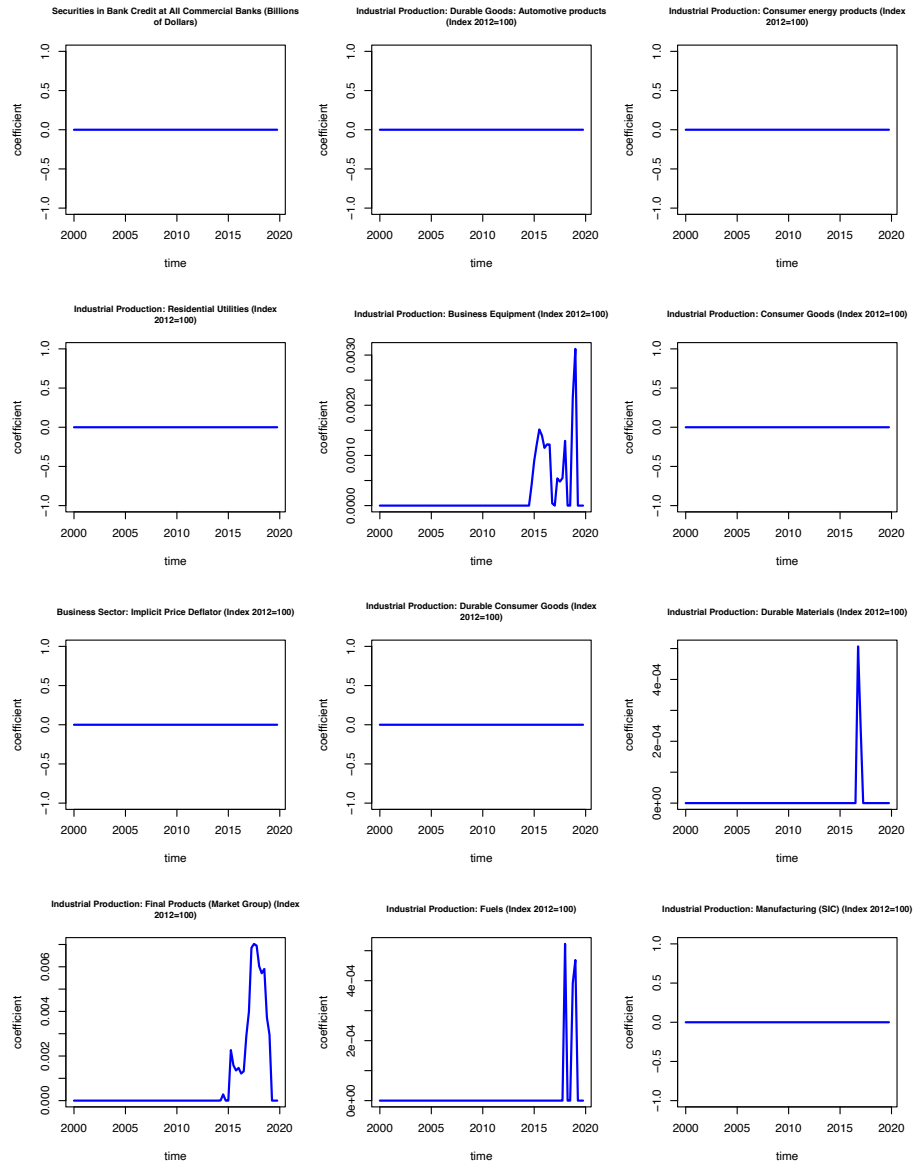 Securities in Bank Credit at All Commercial Banks (Billions
of Dollars)
coefficient
1.0
0.5
0.0
−0.5
−1.0
2000 2005 2010 2015 2020
time
Industrial Production: Durable Goods: Automotive products
(Index 2012=100)
coefficient
1.0
0.5
0.0
−0.5
−1.0
2000 2005 2010 2015 2020
time
Industrial Production: Consumer energy products (Index
2012=100)
coefficient
1.0
0.5
0.0
−0.5
−1.0
2000 2005 2010 2015 2020
time
Industrial Production: Residential Utilities (Index
2012=100)
coefficient
1.0
0.5
0.0
−0.5
−1.0
2000 2005 2010 2015 2020
time
Industrial Production: Business Equipment (Index 2012=100)
coefficient
0.0030
0.0020
0.0010
0.0000
2000 2005 2010 2015 2020
time
Industrial Production: Consumer Goods (Index 2012=100)
coefficient
1.0
0.5
0.0
−0.5
−1.0
2000 2005 2010 2015 2020
time
Business Sector: Implicit Price Deflator (Index 2012=100)
coefficient
1.0
0.5
0.0
−0.5
−1.0
2000 2005 2010 2015 2020
time
Industrial Production: Durable Consumer Goods (Index
2012=100)
coefficient
1.0
0.5
0.0
−0.5
−1.0
2000 2005 2010 2015 2020
time
Industrial Production: Durable Materials (Index 2012=100)
coefficient
4e−04
2e−04
0e+00
2000 2005 2010 2015 2020
time
Industrial Production: Final Products (Market Group) (Index
2012=100)
coefficient
0.006
0.004
0.002
0.000
2000 2005 2010 2015 2020
time
Industrial Production: Fuels (Index 2012=100)
coefficient
4e−04
2e−04
0e+00
2000 2005 2010 2015 2020
time
Industrial Production: Manufacturing (SIC) (Index 2012=100)
coefficient
1.0
0.5
0.0
−0.5
−1.0
2000 2005 2010 2015 2020
time